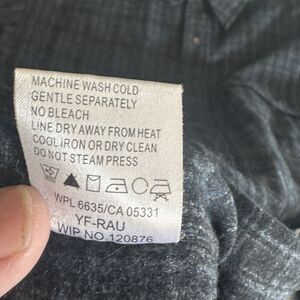 MACHINE WASH COLD
GENTLE SEPARATELY
NO BLEACH
LINE DRY AWAY FROM HEAT
COOL IRON OR DRY CLEAN
DO NOT STEAM PRESS
WPL 6635/CA 05331
YF-RAU
WIP NO.120876